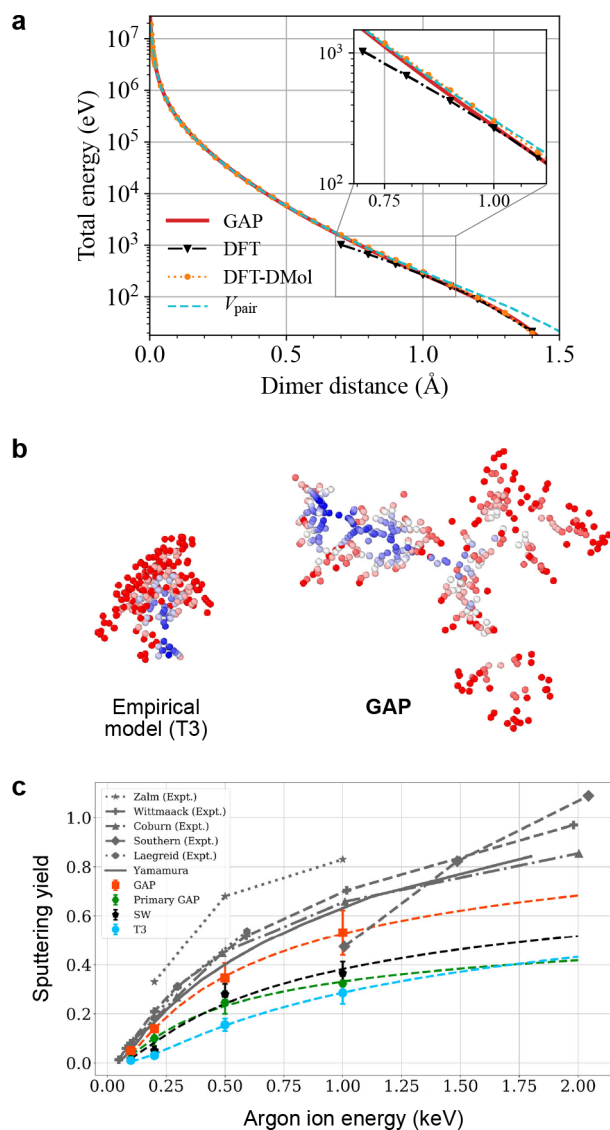 a
10^7
10^6
10^5
10^4
10^3
10^2
Total energy (eV)
10^3
10^2
0.75
1.00
GAP
DFT
DFT-DMol
V_pair
0.0
0.5
1.0
1.5
Dimer distance (Å)
b
Empirical
model (T3)
GAP
c
Zalm (Expt.)
Wittmaack (Expt.)
Coburn (Expt.)
Southern (Expt.)
Laegreid (Expt.)
Yamamura
GAP
Primary GAP
SW
T3
1.0
0.8
0.6
0.4
0.2
0.0
Sputtering yield
0.00
0.25
0.50
0.75
1.00
1.25
1.50
1.75
2.00
Argon ion energy (keV)